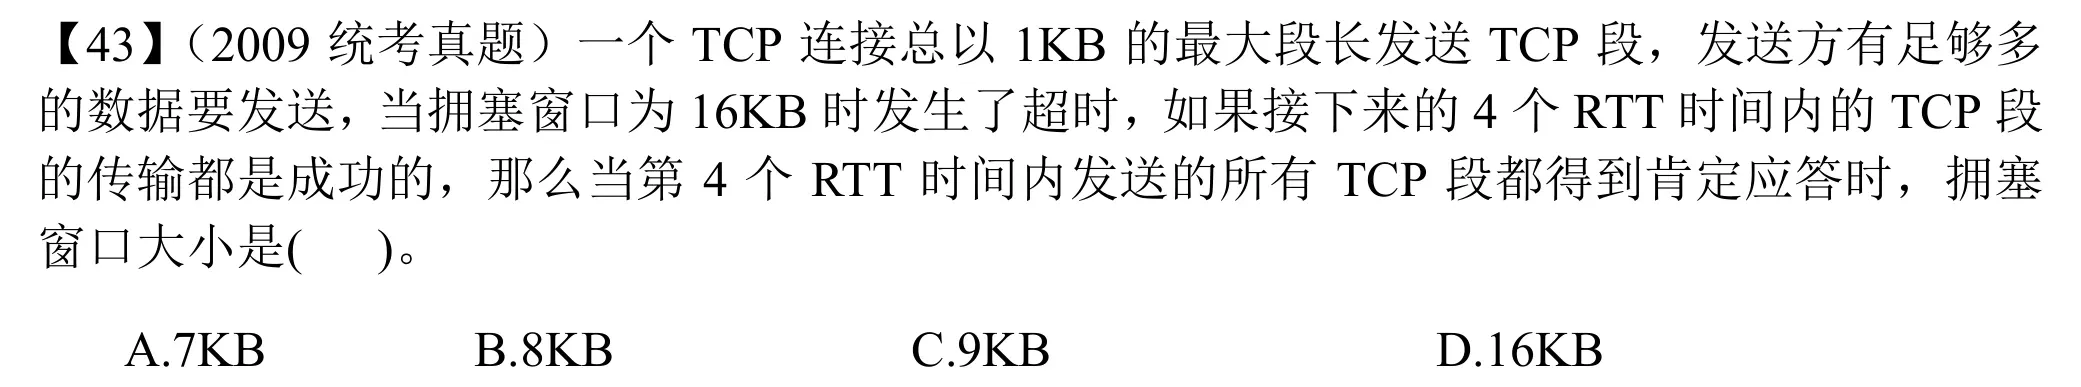 【43】（2009 统考真题）一个 TCP 连接总以 1KB 的最大段长发送 TCP 段，发送方有足够多
的数据要发送，当拥塞窗口为 16KB 时发生了超时，如果接下来的 4 个 RTT 时间内的 TCP 段
的传输都是成功的，那么当第 4 个 RTT 时间内发送的所有 TCP 段都得到肯定应答时，拥塞
窗口大小是(    )。
A.7KB B.8KB C.9KB D.16KB